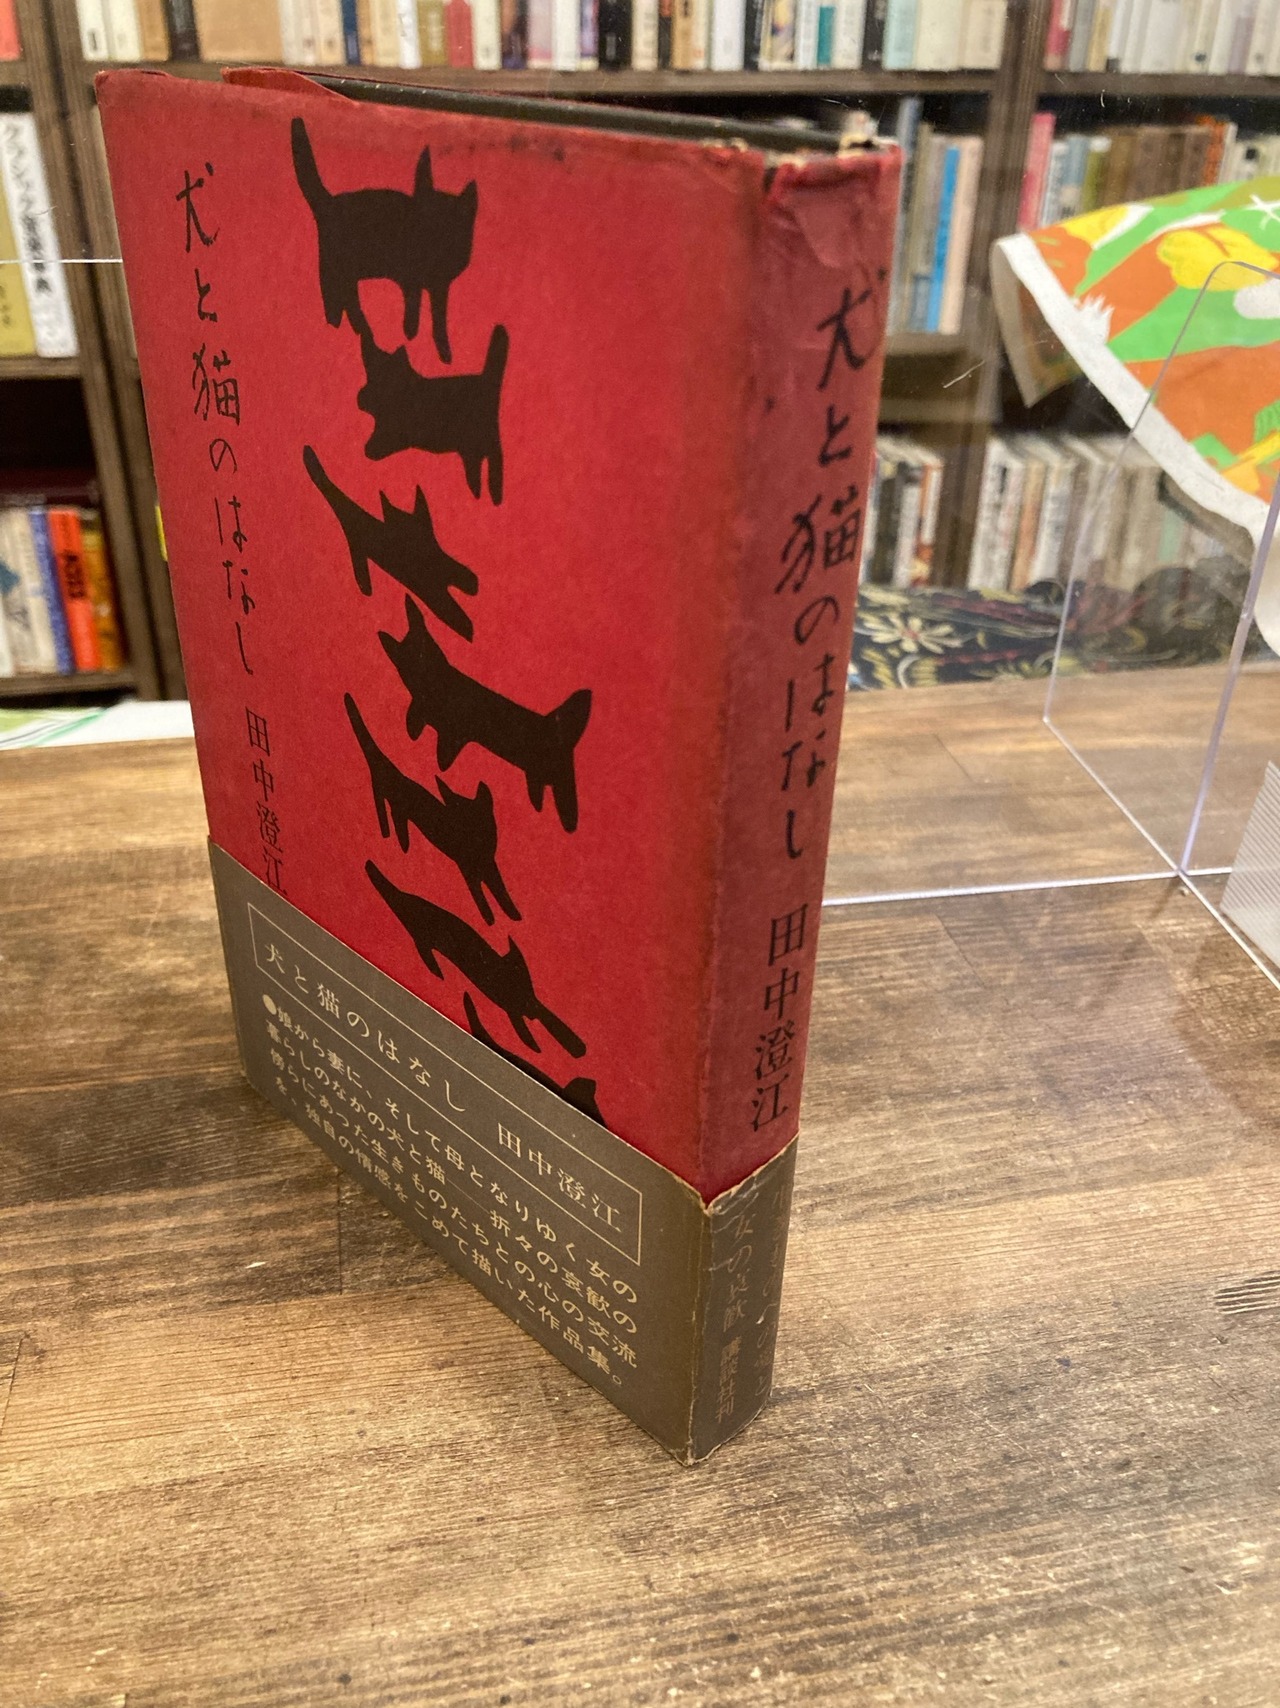 犬と猫のはなし 田中澄江
犬と猫のはなし 田中澄江
犬と猫のはなし 田中澄江
●娘から妻に、そして母となりゆく女の
暮らしのなかの犬と猫——折々の哀歓の
傍らにあった生きものたちとの心の交流
を、独自の情感をこめて描いた作品集。
女の哀歓 講談社刊